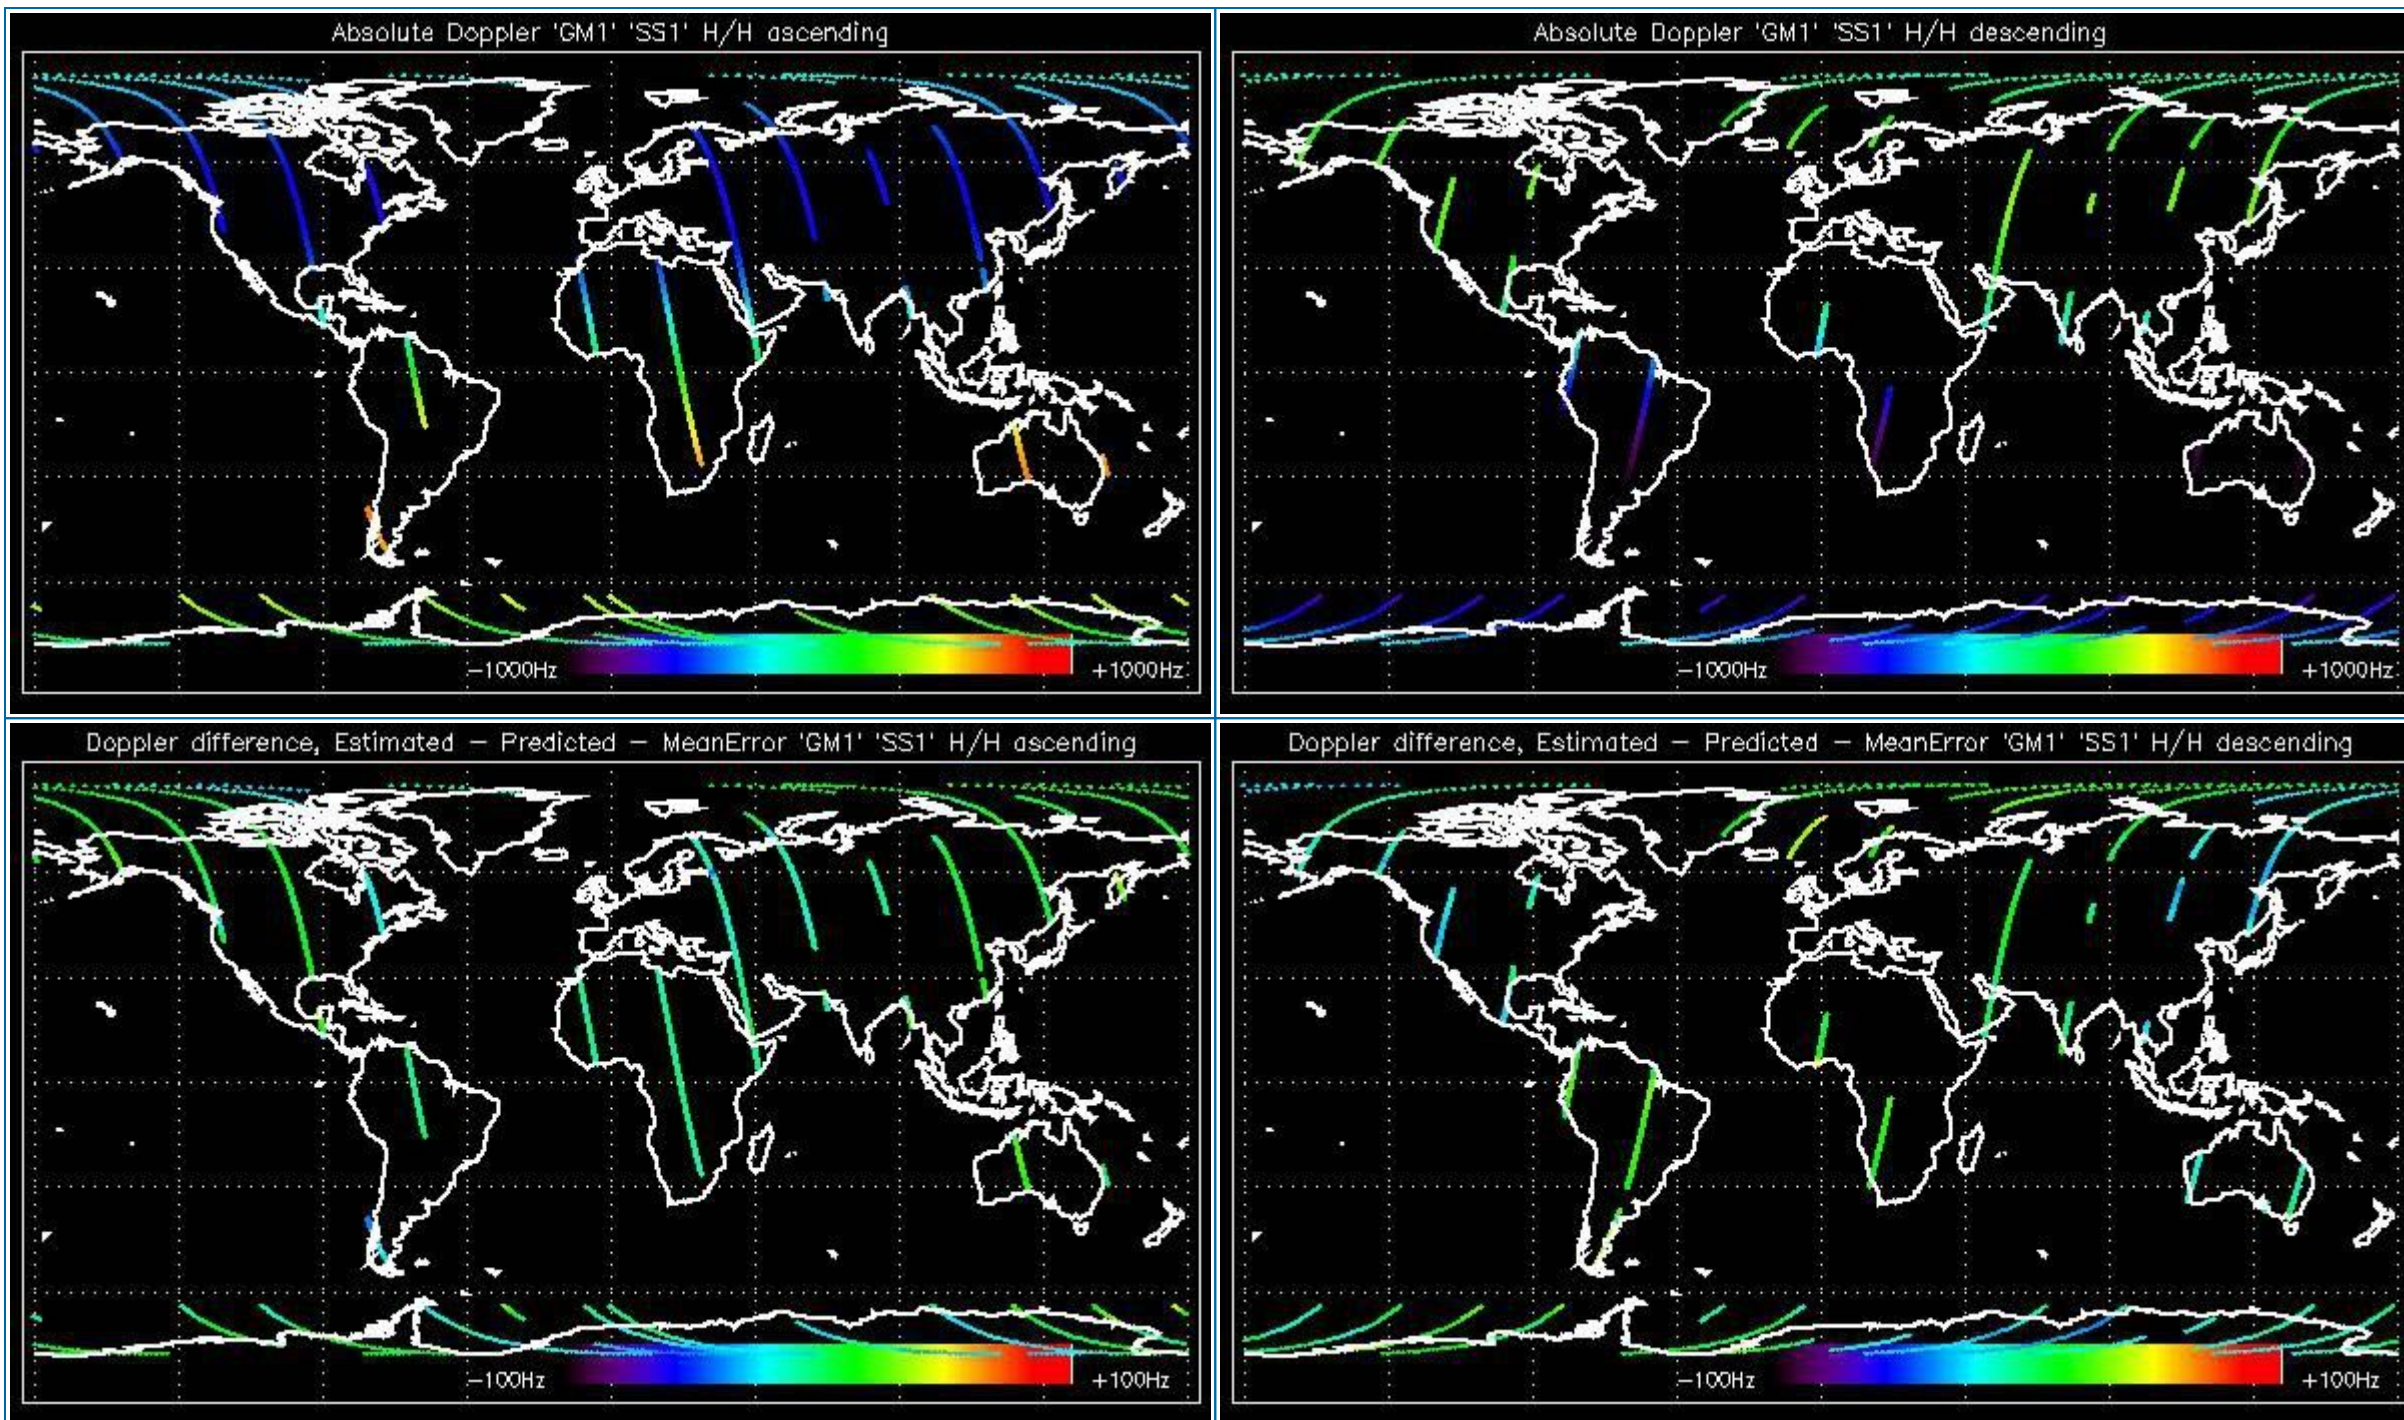 Absolute Doppler 'GM1' 'SS1' H/H ascending
−1000Hz
+1000Hz
Absolute Doppler 'GM1' 'SS1' H/H descending
−1000Hz
+1000Hz
Doppler difference, Estimated − Predicted − MeanError 'GM1' 'SS1' H/H ascending
−100Hz
+100Hz
Doppler difference, Estimated − Predicted − MeanError 'GM1' 'SS1' H/H descending
−100Hz
+100Hz